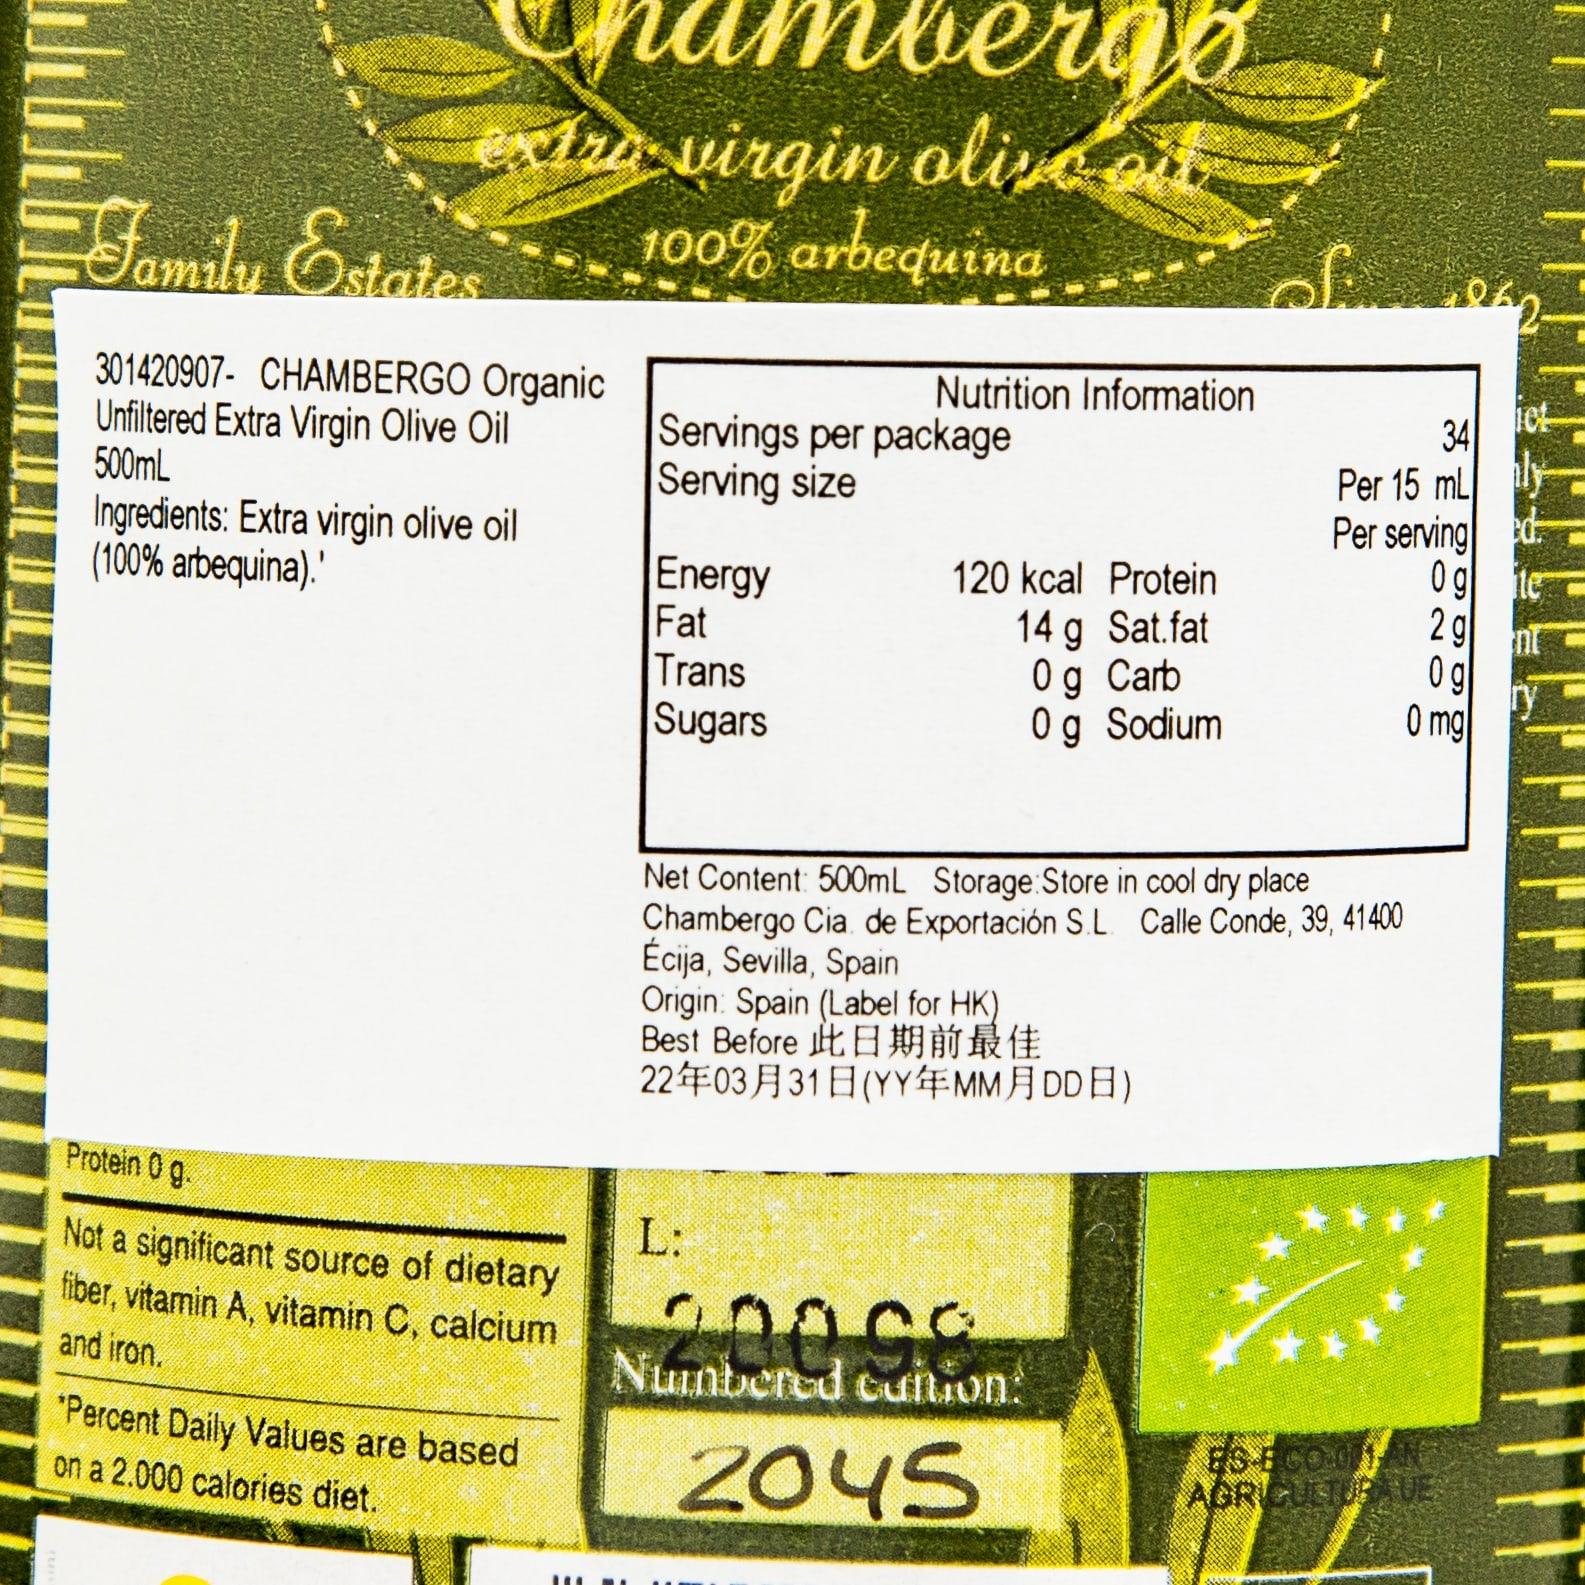 Chambergo
extra virgin olive oil
100% arbequina
Family Estates
Since 1862
301420907- CHAMBERGO Organic
Unfiltered Extra Virgin Olive Oil
500mL
Ingredients: Extra virgin olive oil
(100% arbequina).'
Nutrition Information
Servings per package 34
Serving size Per 15 mL
Per serving
Energy 120 kcal Protein 0 g
Fat 14 g Sat.fat 2 g
Trans 0 g Carb 0 g
Sugars 0 g Sodium 0 mg
Net Content: 500mL Storage:Store in cool dry place
Chambergo Cia. de Exportación S.L. Calle Conde, 39, 41400
Écija, Sevilla, Spain
Origin: Spain (Label for HK)
Best Before 此日期前最佳
22年03月31日(YY年MM月DD日)
Protein 0 g.
Not a significant source of dietary
fiber, vitamin A, vitamin C, calcium
and iron.
*Percent Daily Values are based
on a 2.000 calories diet.
L:
20098
Numbered edition:
2045
ES-ECO-001-AN
AGRICULTURA UE